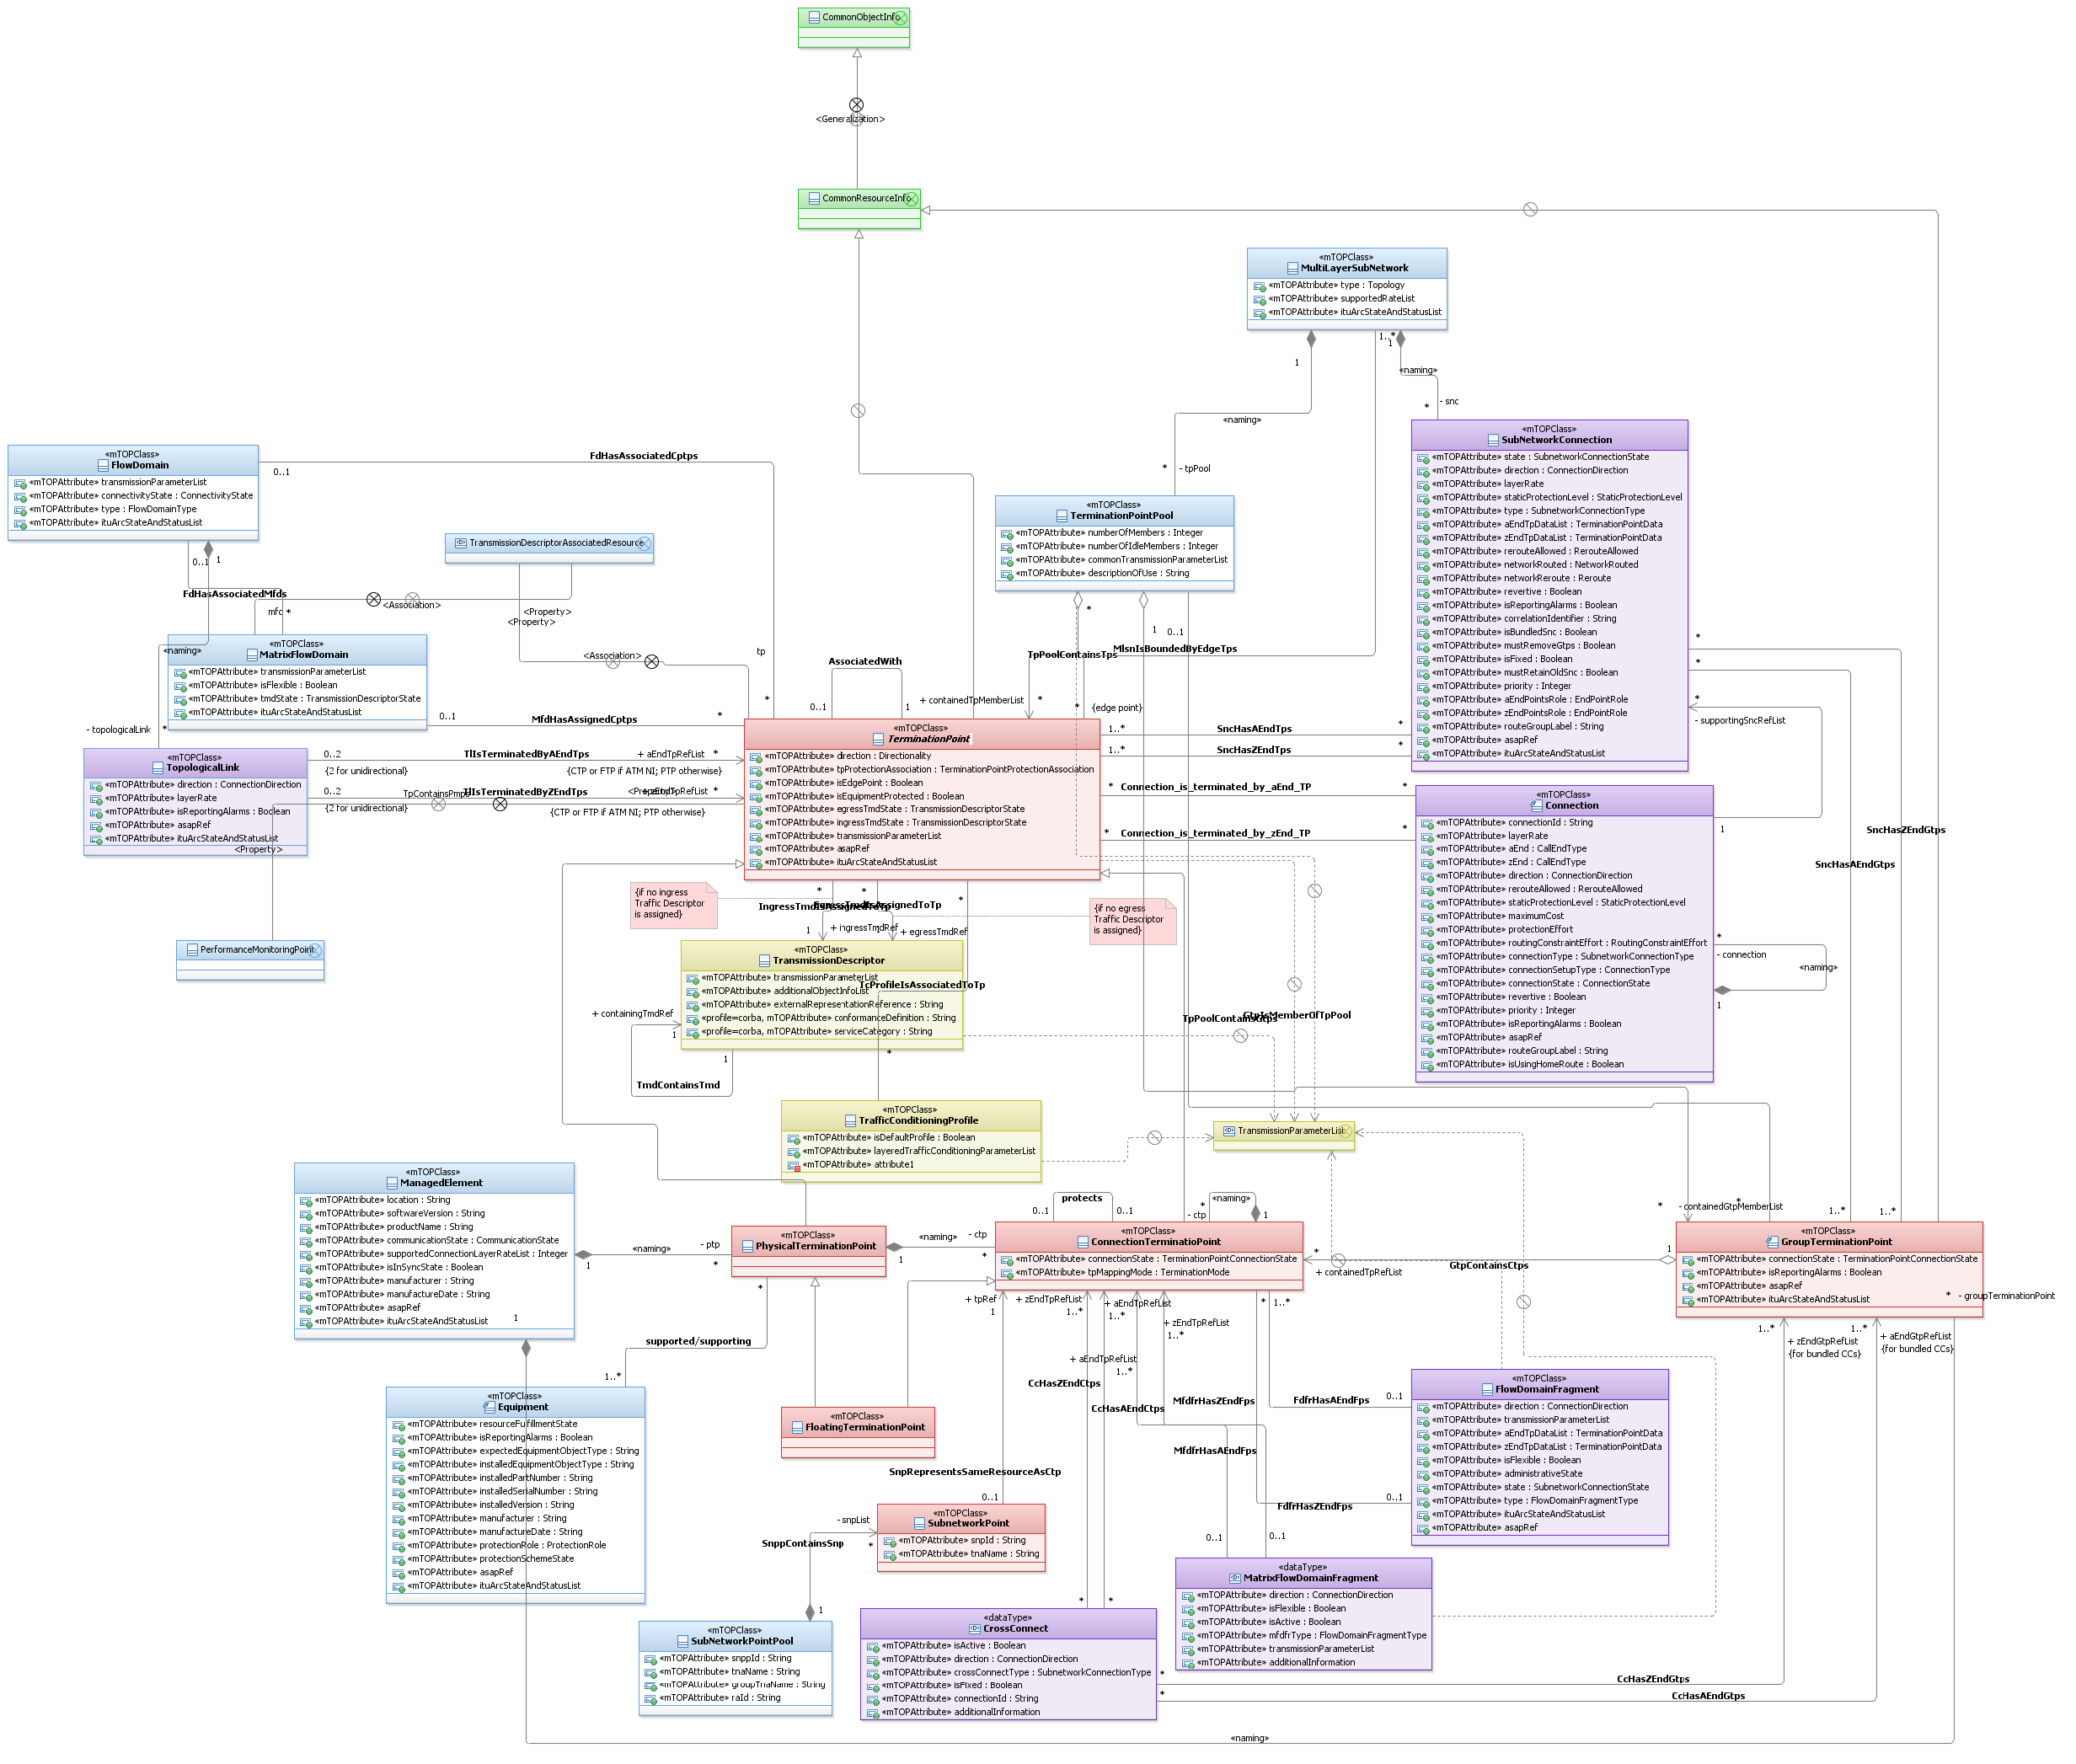 CommonObjectInfo
<Generalization>
CommonResourceInfo
«mTOPClass»
MultiLayerSubNetwork
«mTOPAttribute» type : Topology
«mTOPAttribute» supportedRateList
«mTOPAttribute» ituArcStateAndStatusList
1
1..*
1
«naming»
* - snc
«naming»
* - tpPool
«mTOPClass»
SubNetworkConnection
«mTOPAttribute» state : SubnetworkConnectionState
«mTOPAttribute» direction : ConnectionDirection
«mTOPAttribute» layerRate
«mTOPAttribute» staticProtectionLevel : StaticProtectionLevel
«mTOPAttribute» type : SubnetworkConnectionType
«mTOPAttribute» aEndTpDataList : TerminationPointData
«mTOPAttribute» zEndTpDataList : TerminationPointData
«mTOPAttribute» rerouteAllowed : RerouteAllowed
«mTOPAttribute» networkRouted : NetworkRouted
«mTOPAttribute» networkReroute : Reroute
«mTOPAttribute» revertive : Boolean
«mTOPAttribute» isReportingAlarms : Boolean
«mTOPAttribute» correlationIdentifier : String
«mTOPAttribute» isBundledSnc : Boolean
«mTOPAttribute» mustRemoveGtps : Boolean
«mTOPAttribute» isFixed : Boolean
«mTOPAttribute» mustRetainOldSnc : Boolean
«mTOPAttribute» priority : Integer
«mTOPAttribute» aEndPointsRole : EndPointRole
«mTOPAttribute» zEndPointsRole : EndPointRole
«mTOPAttribute» routeGroupLabel : String
«mTOPAttribute» asapRef
«mTOPAttribute» ituArcStateAndStatusList
*
*
*
- supportingSncRefList
1
SncHasZEndGtps
SncHasAEndGtps
«mTOPClass»
FlowDomain
«mTOPAttribute» transmissionParameterList
«mTOPAttribute» connectivityState : ConnectivityState
«mTOPAttribute» type : FlowDomainType
«mTOPAttribute» ituArcStateAndStatusList
0..1
FdHasAssociatedCptps
0..1
1
FdHasAssociatedMfds
mfd *
TransmissionDescriptorAssociatedResource
<Association>
<Property>
<Property>
<Association>
tp
*
«mTOPClass»
TerminationPointPool
«mTOPAttribute» numberOfMembers : Integer
«mTOPAttribute» numberOfIdleMembers : Integer
«mTOPAttribute» commonTransmissionParameterList
«mTOPAttribute» descriptionOfUse : String
*
1
0..1
TpPoolContainsTps
MlsnIsBoundedByEdgeTps
+ containedTpMemberList
*
*
{edge point}
«naming»
«mTOPClass»
MatrixFlowDomain
«mTOPAttribute» transmissionParameterList
«mTOPAttribute» isFlexible : Boolean
«mTOPAttribute» tmdState : TransmissionDescriptorState
«mTOPAttribute» ituArcStateAndStatusList
0..1
MfdHasAssignedCptps
*
- topologicalLink *
AssociatedWith
0..1
1
«mTOPClass»
TopologicalLink
«mTOPAttribute» direction : ConnectionDirection
«mTOPAttribute» layerRate
«mTOPAttribute» isReportingAlarms : Boolean
«mTOPAttribute» asapRef
«mTOPAttribute» ituArcStateAndStatusList
<Property>
0..2
TlIsTerminatedByAEndTps
+ aEndTpRefList *
{2 for unidirectional}
{CTP or FTP if ATM NI; PTP otherwise}
0..2
TpContainsPmps
TlIsTerminatedByZEndTps
<Property>
*
{2 for unidirectional}
{CTP or FTP if ATM NI; PTP otherwise}
«mTOPClass»
TerminationPoint
«mTOPAttribute» direction : Directionality
«mTOPAttribute» tpProtectionAssociation : TerminationPointProtectionAssociation
«mTOPAttribute» isEdgePoint : Boolean
«mTOPAttribute» isEquipmentProtected : Boolean
«mTOPAttribute» egressTmdState : TransmissionDescriptorState
«mTOPAttribute» ingressTmdState : TransmissionDescriptorState
«mTOPAttribute» transmissionParameterList
«mTOPAttribute» asapRef
«mTOPAttribute» ituArcStateAndStatusList
1..*
SncHasAEndTps
*
1..*
SncHasZEndTps
*
*
Connection_is_terminated_by_aEnd_TP
*
*
Connection_is_terminated_by_zEnd_TP
*
«mTOPClass»
Connection
«mTOPAttribute» connectionId : String
«mTOPAttribute» layerRate
«mTOPAttribute» aEnd : CallEndType
«mTOPAttribute» zEnd : CallEndType
«mTOPAttribute» direction : ConnectionDirection
«mTOPAttribute» rerouteAllowed : RerouteAllowed
«mTOPAttribute» staticProtectionLevel : StaticProtectionLevel
«mTOPAttribute» maximumCost
«mTOPAttribute» protectionEffort
«mTOPAttribute» routingConstraintEffort : RoutingConstraintEffort
«mTOPAttribute» connectionType : SubnetworkConnectionType
«mTOPAttribute» connectionSetupType : ConnectionType
«mTOPAttribute» connectionState : ConnectionState
«mTOPAttribute» revertive : Boolean
«mTOPAttribute» priority : Integer
«mTOPAttribute» isReportingAlarms : Boolean
«mTOPAttribute» asapRef
«mTOPAttribute» routeGroupLabel : String
«mTOPAttribute» isUsingHomeRoute : Boolean
*
- connection
«naming»
1
{if no ingress
Traffic Descriptor
is assigned}
*
*
*
IngressTmdIsAssignedToTp
EgressTmdIsAssignedToTp
{if no egress
Traffic Descriptor
is assigned}
1
+ ingressTmdRef
+ egressTmdRef
PerformanceMonitoringPoint
«mTOPClass»
TransmissionDescriptor
«mTOPAttribute» transmissionParameterList
«mTOPAttribute» additionalObjectInfoList
«mTOPAttribute» externalRepresentationReference : String
«profile=corba, mTOPAttribute» conformanceDefinition : String
«profile=corba, mTOPAttribute» serviceCategory : String
TcProfileIsAssociatedToTp
+ containingTmdRef
1
1
TmdContainsTmd
*
TpPoolContainsGtps
GtpIsMemberOfTpPool
«mTOPClass»
TrafficConditioningProfile
«mTOPAttribute» isDefaultProfile : Boolean
«mTOPAttribute» layeredTrafficConditioningParameterList
«mTOPAttribute» attribute1
TransmissionParameterList
«mTOPClass»
ManagedElement
«mTOPAttribute» location : String
«mTOPAttribute» softwareVersion : String
«mTOPAttribute» productName : String
«mTOPAttribute» communicationState : CommunicationState
«mTOPAttribute» supportedConnectionLayerRateList : Integer
«mTOPAttribute» isInSyncState : Boolean
«mTOPAttribute» manufacturer : String
«mTOPAttribute» manufactureDate : String
«mTOPAttribute» asapRef
«mTOPAttribute» ituArcStateAndStatusList
1
1
«naming»
- ptp
*
«mTOPClass»
PhysicalTerminationPoint
*
1
«naming»
- ctp
*
protects
0..1
0..1
*
- ctp
«naming»
1
«mTOPClass»
ConnectionTerminatioPoint
«mTOPAttribute» connectionState : TerminationPointConnectionState
«mTOPAttribute» tpMappingMode : TerminationMode
*
+ containedTpRefList
GtpContainsCtps
1
*
*
- containedGtpMemberList
1..*
1..*
«mTOPClass»
GroupTerminationPoint
«mTOPAttribute» connectionState : TerminationPointConnectionState
«mTOPAttribute» isReportingAlarms : Boolean
«mTOPAttribute» asapRef
«mTOPAttribute» ituArcStateAndStatusList
* - groupTerminationPoint
1..*
+ zEndGtpRefList
{for bundled CCs}
1..*
+ aEndGtpRefList
{for bundled CCs}
supported/supporting
1..*
+ tpRef
1
+ zEndTpRefList
1..*
+ aEndTpRefList
1..*
+ zEndTpRefList
1..*
+ aEndTpRefList
1..*
*
1..*
CcHasZEndCtps
CcHasAEndCtps
MfdfrHasZEndFps
MfdfrHasAEndFps
FdfrHasAEndFps
0..1
FdfrHasZEndFps
0..1
«mTOPClass»
Equipment
«mTOPAttribute» resourceFulfillmentState
«mTOPAttribute» isReportingAlarms : Boolean
«mTOPAttribute» expectedEquipmentObjectType : String
«mTOPAttribute» installedEquipmentObjectType : String
«mTOPAttribute» installedPartNumber : String
«mTOPAttribute» installedSerialNumber : String
«mTOPAttribute» installedVersion : String
«mTOPAttribute» manufacturer : String
«mTOPAttribute» manufactureDate : String
«mTOPAttribute» protectionRole : ProtectionRole
«mTOPAttribute» protectionSchemeState
«mTOPAttribute» asapRef
«mTOPAttribute» ituArcStateAndStatusList
«mTOPClass»
FloatingTerminationPoint
«mTOPClass»
FlowDomainFragment
«mTOPAttribute» direction : ConnectionDirection
«mTOPAttribute» transmissionParameterList
«mTOPAttribute» aEndTpDataList : TerminationPointData
«mTOPAttribute» zEndTpDataList : TerminationPointData
«mTOPAttribute» isFlexible : Boolean
«mTOPAttribute» administrativeState
«mTOPAttribute» state : SubnetworkConnectionState
«mTOPAttribute» type : FlowDomainFragmentType
«mTOPAttribute» ituArcStateAndStatusList
«mTOPAttribute» asapRef
SnpRepresentsSameResourceAsCtp
0..1
«mTOPClass»
SubnetworkPoint
«mTOPAttribute» snpId : String
«mTOPAttribute» tnaName : String
- snpList
*
SnppContainsSnp
1
0..1
0..1
«dataType»
MatrixFlowDomainFragment
«mTOPAttribute» direction : ConnectionDirection
«mTOPAttribute» isFlexible : Boolean
«mTOPAttribute» isActive : Boolean
«mTOPAttribute» mfdfrType : FlowDomainFragmentType
«mTOPAttribute» transmissionParameterList
«mTOPAttribute» additionalInformation
«mTOPClass»
SubNetworkPointPool
«mTOPAttribute» snppId : String
«mTOPAttribute» tnaName : String
«mTOPAttribute» groupTnaName : String
«mTOPAttribute» raId : String
*
*
«dataType»
CrossConnect
«mTOPAttribute» isActive : Boolean
«mTOPAttribute» direction : ConnectionDirection
«mTOPAttribute» crossConnectType : SubnetworkConnectionType
«mTOPAttribute» isFixed : Boolean
«mTOPAttribute» connectionId : String
«mTOPAttribute» additionalInformation
*
CcHasZEndGtps
*
CcHasAEndGtps
«naming»